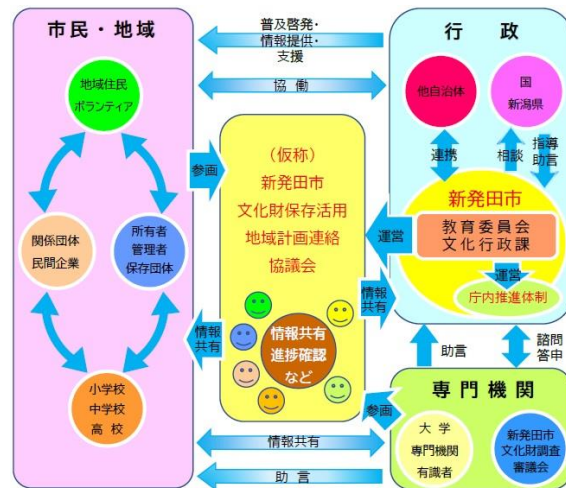 市民・地域
地域住民
ボランティア
関係団体
民間企業
所有者
管理者
保存団体
小学校
中学校
高校
普及啓発・
情報提供・
支援
協働
参画
(仮称)
新発田市
文化財保存活用
地域計画連絡
協議会
情報共有
進捗確認
など
情報
共有
運営
情報
共有
行政
他自治体
国
新潟県
連携
相談
指導
助言
新発田市
教育委員会
文化行政課
運営
庁内推進体制
助言
諮問
答申
専門機関
参画
大学
専門機関
有識者
新発田市
文化財調査
審議会
情報共有
助言